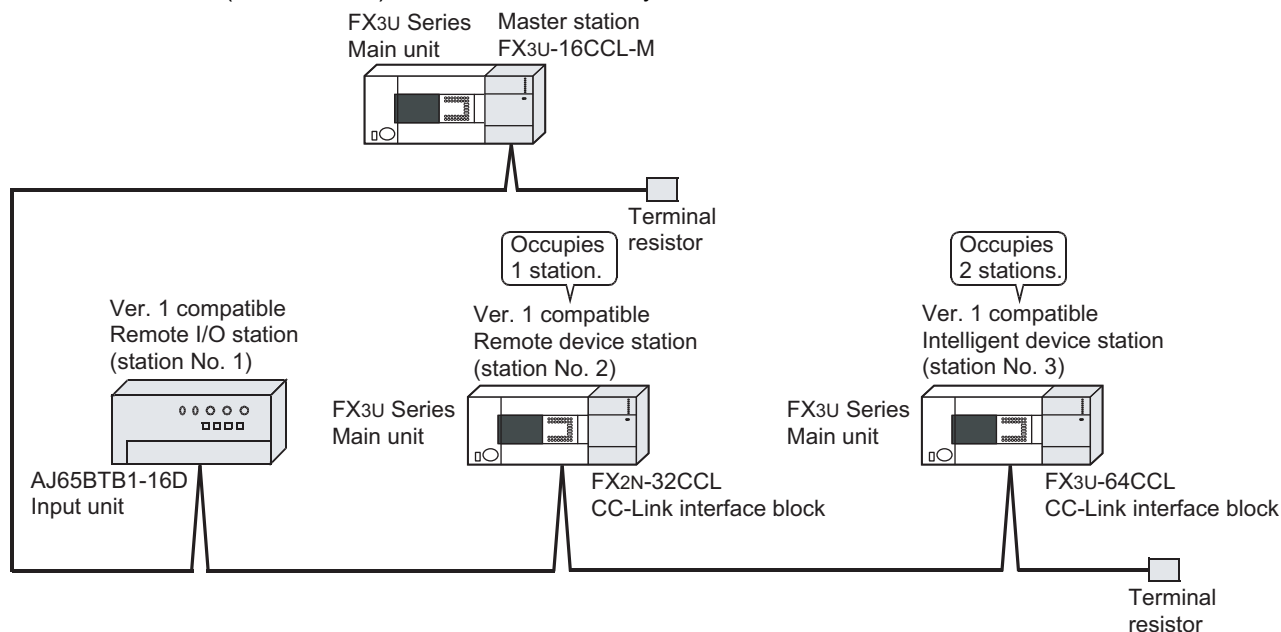 FX3U Series
Main unit
Master station
FX3U-16CCL-M
Terminal
resistor
Occupies
1 station.
Occupies
2 stations.
Ver. 1 compatible
Remote I/O station
(station No. 1)
Ver. 1 compatible
Remote device station
(station No. 2)
Ver. 1 compatible
Intelligent device station
(station No. 3)
FX3U Series
Main unit
FX3U Series
Main unit
AJ65BTB1-16D
Input unit
FX2N-32CCL
CC-Link interface block
FX3U-64CCL
CC-Link interface block
Terminal
resistor